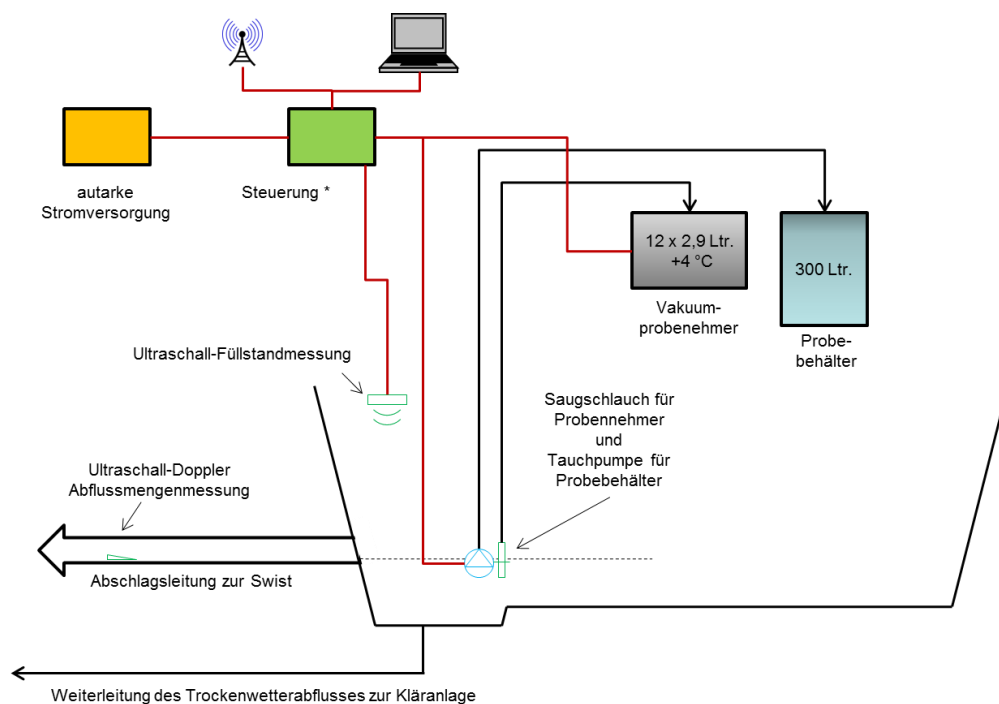 autarke
Stromversorgung
Steuerung *
12 x 2,9 Ltr.
+4 °C
Vakuum-
probenehmer
300 Ltr.
Probe-
behälter
Ultraschall-Füllstandmessung
Saugschlauch für
Probennehmer
und
Tauchpumpe für
Probebehälter
Ultraschall-Doppler
Abflussmengenmessung
Abschlagsleitung zur Swist
Weiterleitung des Trockenwetterabflusses zur Kläranlage